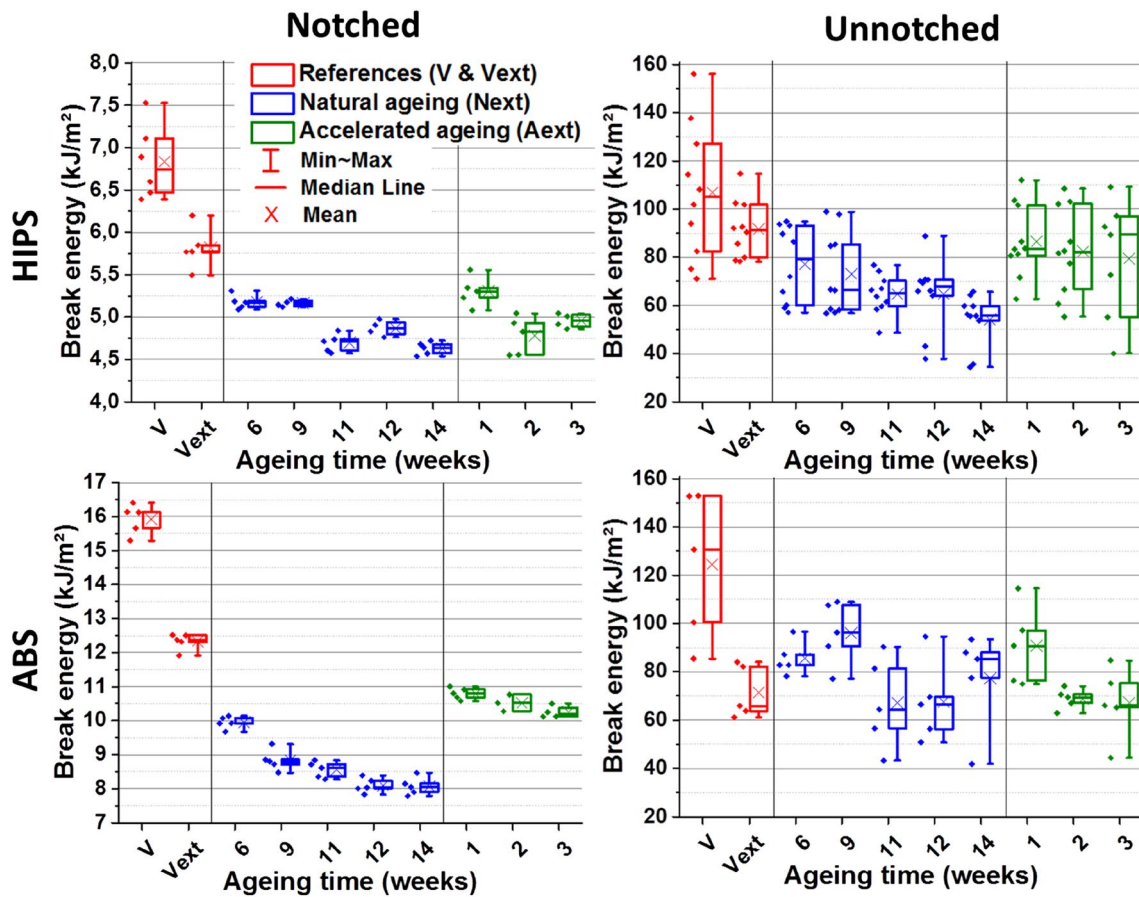 Notched
Unnotched
HIPS
Break energy (kJ/m²)
8,0
7,5
7,0
6,5
6,0
5,5
5,0
4,5
4,0
References (V & Vext)
Natural ageing (Next)
Accelerated ageing (Aext)
Min~Max
Median Line
Mean
V Vext 6 9 11 12 14 1 2 3
Ageing time (weeks)
Break energy (kJ/m²)
160
140
120
100
80
60
40
20
V Vext 6 9 11 12 14 1 2 3
Ageing time (weeks)
ABS
Break energy (kJ/m²)
17
16
15
14
13
12
11
10
9
8
7
V Vext 6 9 11 12 14 1 2 3
Ageing time (weeks)
Break energy (kJ/m²)
160
140
120
100
80
60
40
20
V Vext 6 9 11 12 14 1 2 3
Ageing time (weeks)